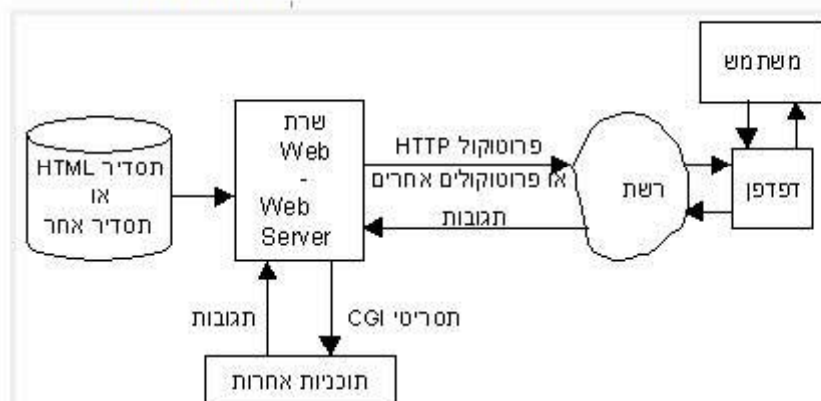 משתמש
שרת
Web
-
Web
Server
פרוטוקול HTTP
או פרוטוקולים אחרים
תגובות
תסדיר HTML
או
תסדיר אחר
רשת
דפדפן
תגובות
תסריטי CGI
תוכניות אחרות